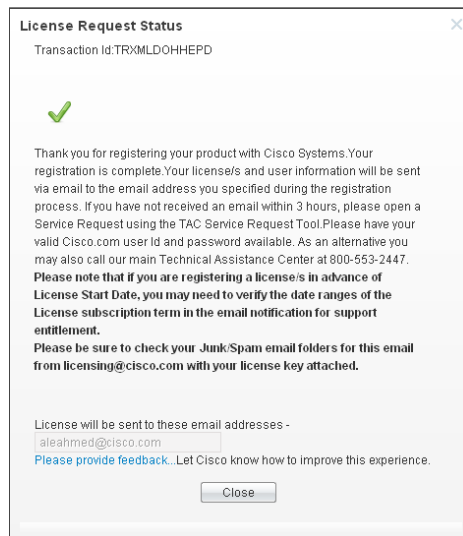 License Request Status
Transaction Id:TRXMLDOHHEPD
Thank you for registering your product with Cisco Systems.Your
registration is complete.Your license/s and user information will be sent
via email to the email address you specified during the registration
process. If you have not received an email within 3 hours, please open a
Service Request using the TAC Service Request Tool.Please have your
valid Cisco.com user Id and password available. As an alternative you
may also call our main Technical Assistance Center at 800-553-2447.
Please note that if you are registering a license/s in advance of
License Start Date, you may need to verify the date ranges of the
License subscription term in the email notification for support
entitlement.
Please be sure to check your Junk/Spam email folders for this email
from licensing@cisco.com with your license key attached.
License will be sent to these email addresses -
aleahmed@cisco.com
Please provide feedback...Let Cisco know how to improve this experience.
Close